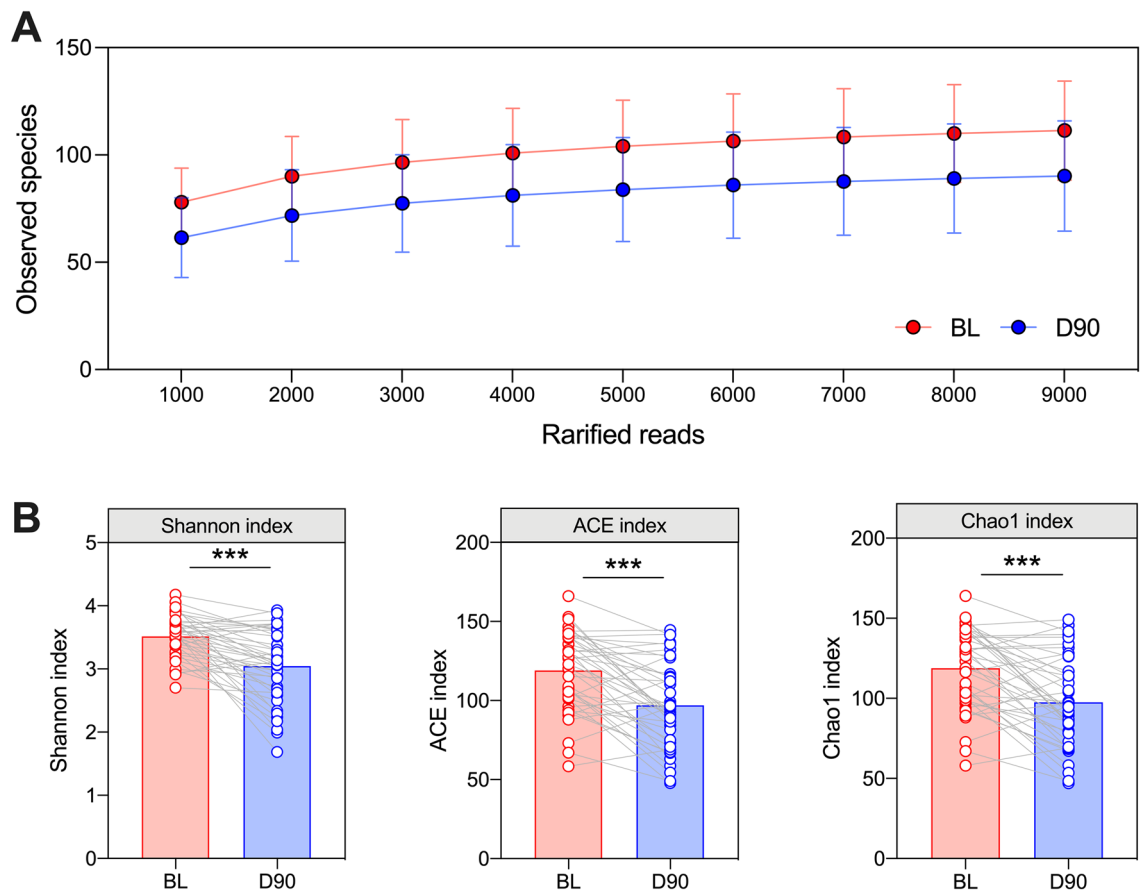 A
150
100
50
0
Observed species
BL D90
1000 2000 3000 4000 5000 6000 7000 8000 9000
Rarified reads
B
Shannon index
5
4
3
2
1
0
Shannon index
***
BL D90
ACE index
200
150
100
50
0
ACE index
***
BL D90
Chao1 index
200
150
100
50
0
Chao1 index
***
BL D90